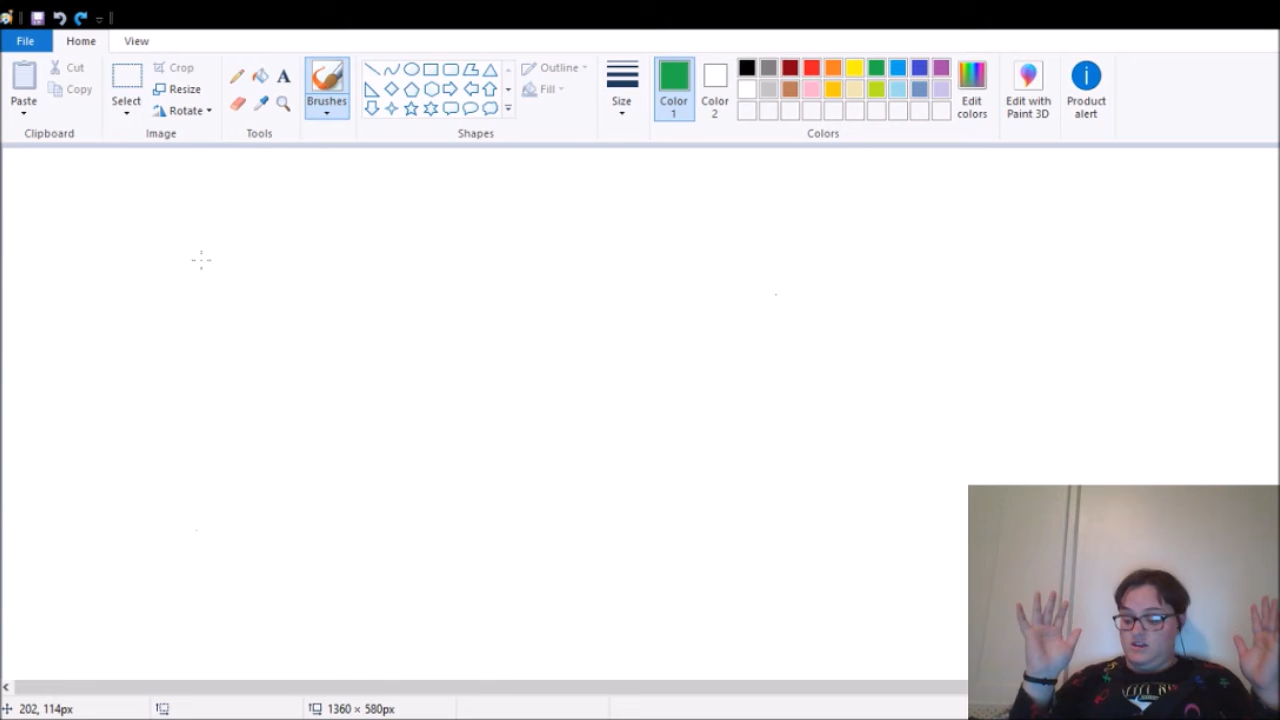 File Home View
Paste Cut Copy
Select Crop Resize Rotate
Brushes
Outline Fill
Size
Color 1
Color 2
Edit colors
Edit with Paint 3D
Product alert
Clipboard Image Tools Shapes Colors
202, 114px 1360 × 580px